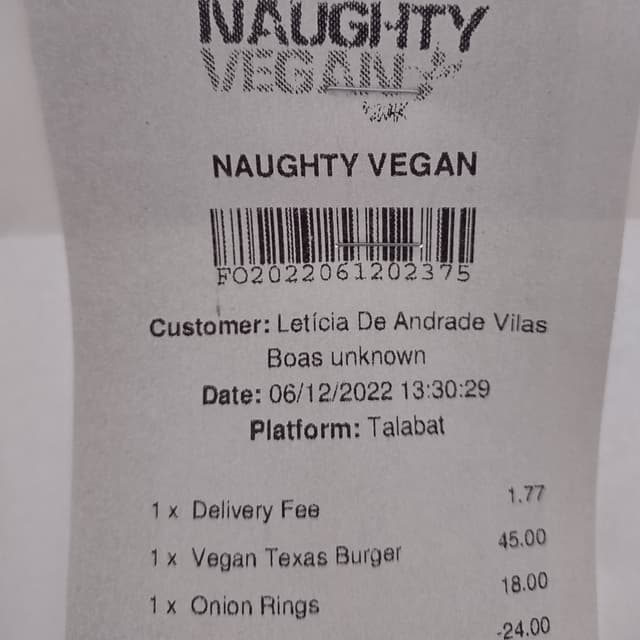 NAUGHTY
VEGAN
NAUGHTY VEGAN
FO2022061202375
Customer: Letícia De Andrade Vilas
Boas unknown
Date: 06/12/2022 13:30:29
Platform: Talabat
1 x Delivery Fee 1.77
1 x Vegan Texas Burger 45.00
1 x Onion Rings 18.00
-24.00